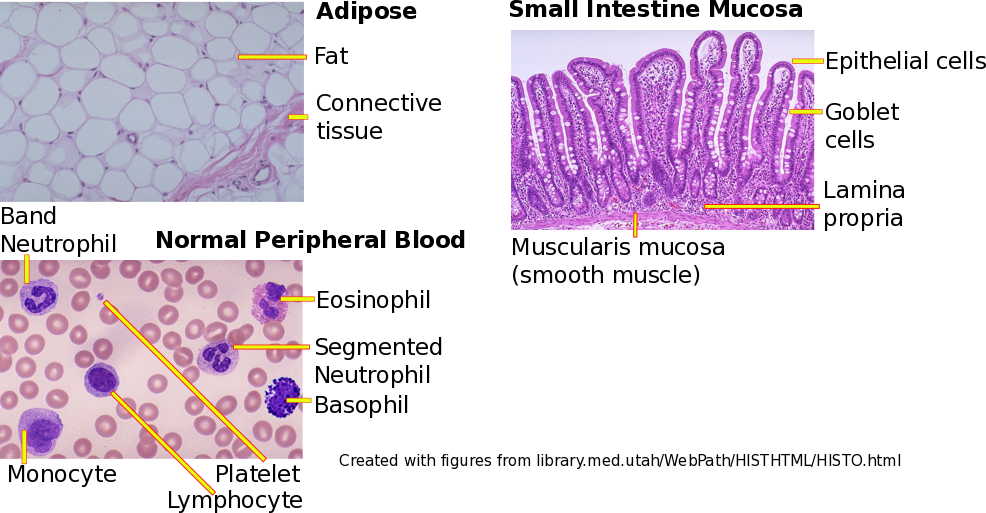 Adipose
Fat
Connective
tissue
Small Intestine Mucosa
Epithelial cells
Goblet
cells
Lamina
propria
Muscularis mucosa
(smooth muscle)
Band
Neutrophil
Normal Peripheral Blood
Eosinophil
Segmented
Neutrophil
Basophil
Monocyte
Platelet
Lymphocyte
Created with figures from library.med.utah/WebPath/HISTHTML/HISTO.html